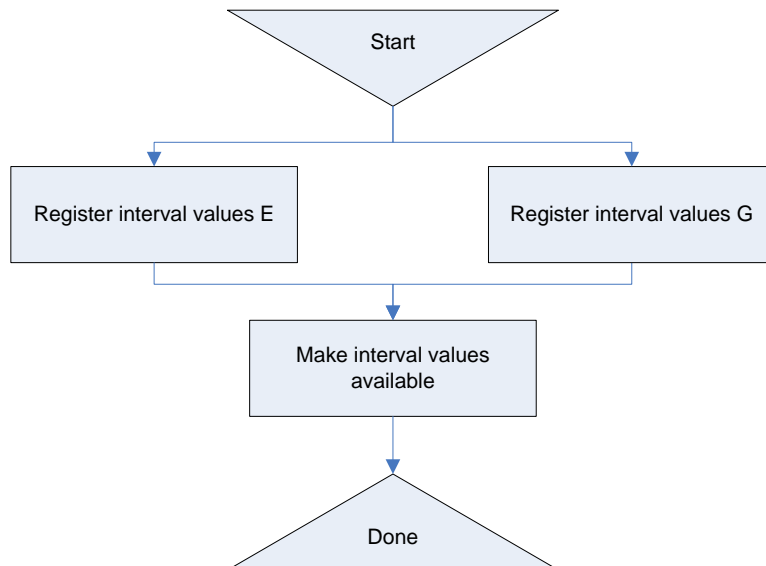 Start
Register interval values E
Register interval values G
Make interval values
available
Done